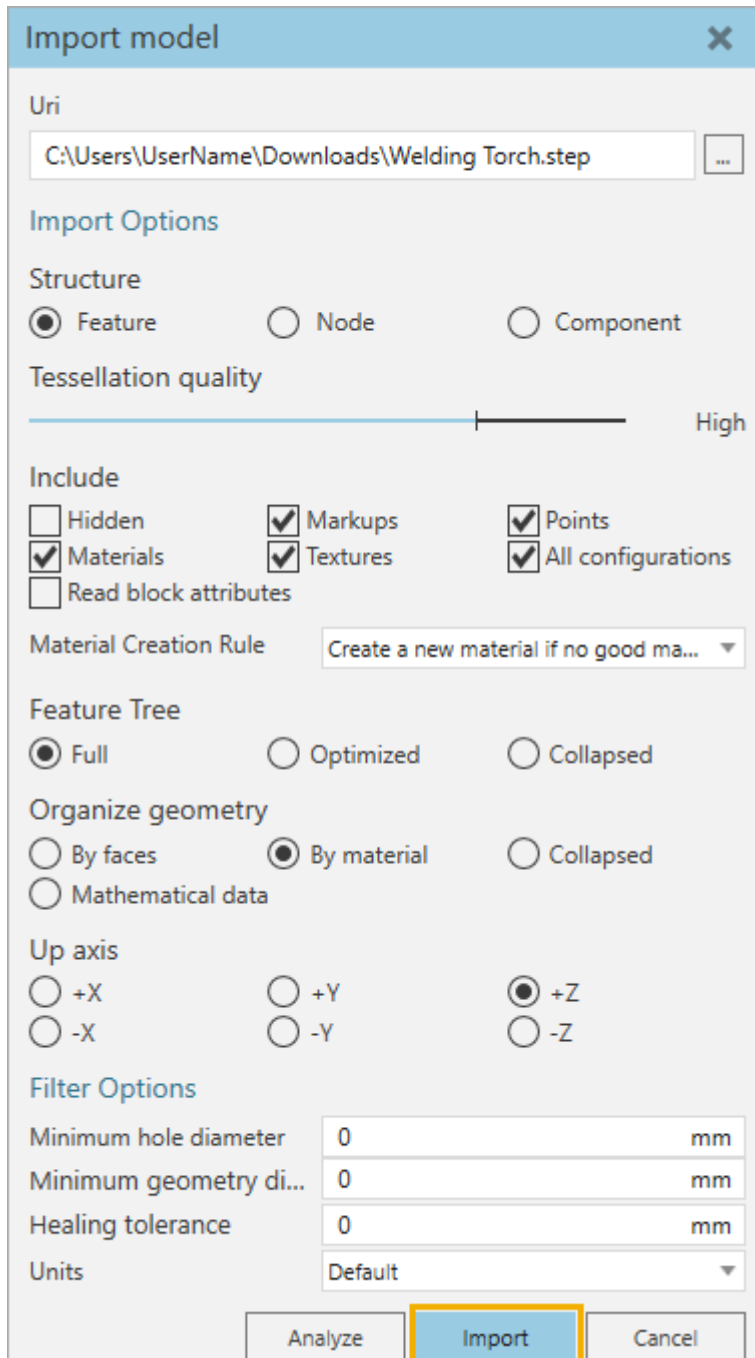 Import model
Uri
C:\Users\UserName\Downloads\Welding Torch.step ...
Import Options
Structure
Feature Node Component
Tessellation quality
High
Include
Hidden Markups Points
Materials Textures All configurations
Read block attributes
Material Creation Rule Create a new material if no good ma...
Feature Tree
Full Optimized Collapsed
Organize geometry
By faces By material Collapsed
Mathematical data
Up axis
+X +Y +Z
-X -Y -Z
Filter Options
Minimum hole diameter 0 mm
Minimum geometry di... 0 mm
Healing tolerance 0 mm
Units Default
Analyze Import Cancel